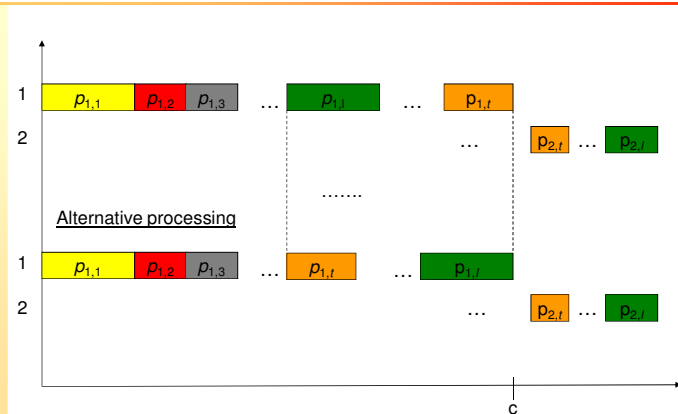 1 p1,1 p1,2 p1,3 … p1,l … p1,t
2 … p2,t … p2,l
.......
Alternative processing
1 p1,1 p1,2 p1,3 … p1,t … p1,l
2 … p2,t … p2,l
c